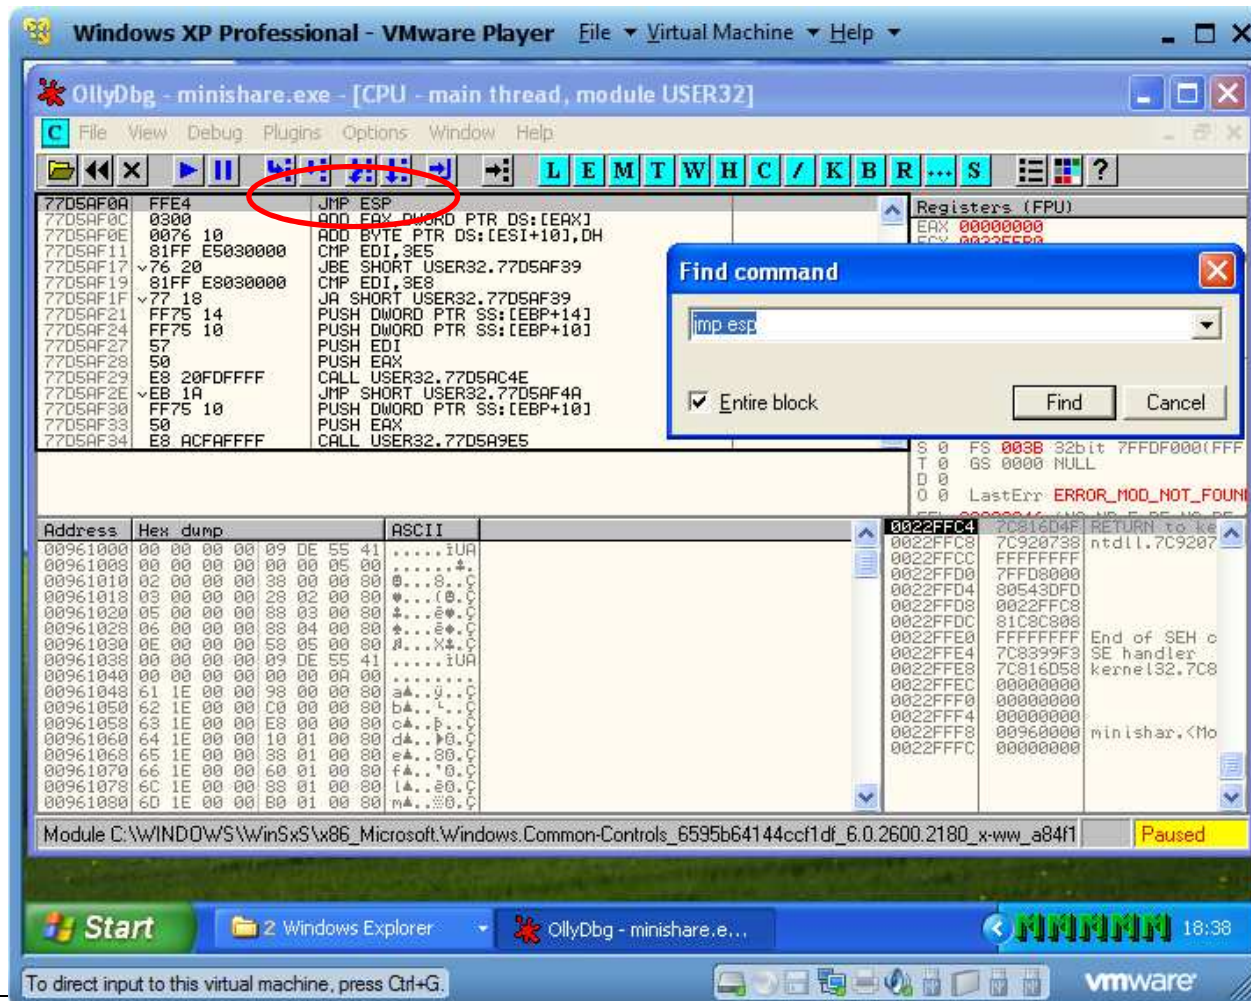 Windows XP Professional - VMware Player File Virtual Machine Help
OllyDbg - minishare.exe - [CPU - main thread, module USER32]
C File View Debug Plugins Options Window Help
L E M T W H C / K B R ... S ?
77D5AF0A FFE4 JMP ESP
77D5AF0C 0300 ADD EAX,DWORD PTR DS:[EAX]
77D5AF0E 0076 10 ADD BYTE PTR DS:[ESI+10],DH
77D5AF11 81FF E5030000 CMP EDI,3E5
77D5AF17 76 20 JBE SHORT USER32.77D5AF39
77D5AF19 81FF E8030000 CMP EDI,3E8
77D5AF1F 77 18 JA SHORT USER32.77D5AF39
77D5AF21 FF75 14 PUSH DWORD PTR SS:[EBP+14]
77D5AF24 FF75 10 PUSH DWORD PTR SS:[EBP+10]
77D5AF27 57 PUSH EDI
77D5AF28 50 PUSH EAX
77D5AF29 E8 20FDFFFF CALL USER32.77D5AC4E
77D5AF2E EB 1A JMP SHORT USER32.77D5AF4A
77D5AF30 FF75 10 PUSH DWORD PTR SS:[EBP+10]
77D5AF33 50 PUSH EAX
77D5AF34 E8 ACFAFFFF CALL USER32.77D5A9E5
Registers (FPU)
EAX 00000000
Find command
jmp esp
Entire block
Find Cancel
S 0 FS 003B 32bit 7FFDF000(FFF
T 0 GS 0000 NULL
D 0
O 0 LastErr ERROR_MOD_NOT_FOUN
Address Hex dump ASCII
00961000 00 00 00 00 09 DE 55 41
00961008 00 00 00 00 00 00 05 00
00961010 02 00 00 00 38 00 00 80
00961018 03 00 00 00 28 02 00 80
00961020 05 00 00 00 88 03 00 80
00961028 06 00 00 00 88 04 00 80
00961030 0E 00 00 00 58 05 00 80
00961038 00 00 00 00 09 DE 55 41
00961040 00 00 00 00 00 00 0A 00
00961048 61 1E 00 00 98 00 00 80
00961050 62 1E 00 00 C0 00 00 80
00961058 63 1E 00 00 E8 00 00 80
00961060 64 1E 00 00 10 01 00 80
00961068 65 1E 00 00 38 01 00 80
00961070 66 1E 00 00 60 01 00 80
00961078 6C 1E 00 00 88 01 00 80
00961080 6D 1E 00 00 B0 01 00 80
0022FFC4 7C816D4F RETURN to ke
0022FFC8 7C920738 ntdll.7C9207
0022FFCC FFFFFFFF
0022FFD0 7FFD8000
0022FFD4 80543DFD
0022FFD8 0022FFC8
0022FFDC 81C8C808
0022FFE0 FFFFFFFF End of SEH c
0022FFE4 7C8399F3 SE handler
0022FFE8 7C816D58 kernel32.7C8
0022FFEC 00000000
0022FFF0 00000000
0022FFF4 00000000
0022FFF8 00960000 minishar.<Mo
0022FFFC 00000000
Module C:\WINDOWS\WinSxS\x86_Microsoft.Windows.Common-Controls_6595b64144ccf1df_6.0.2600.2180_x-ww_a84f1 Paused
Start 2 Windows Explorer OllyDbg - minishare.e... 18:38
To direct input to this virtual machine, press Ctrl+G. vmware